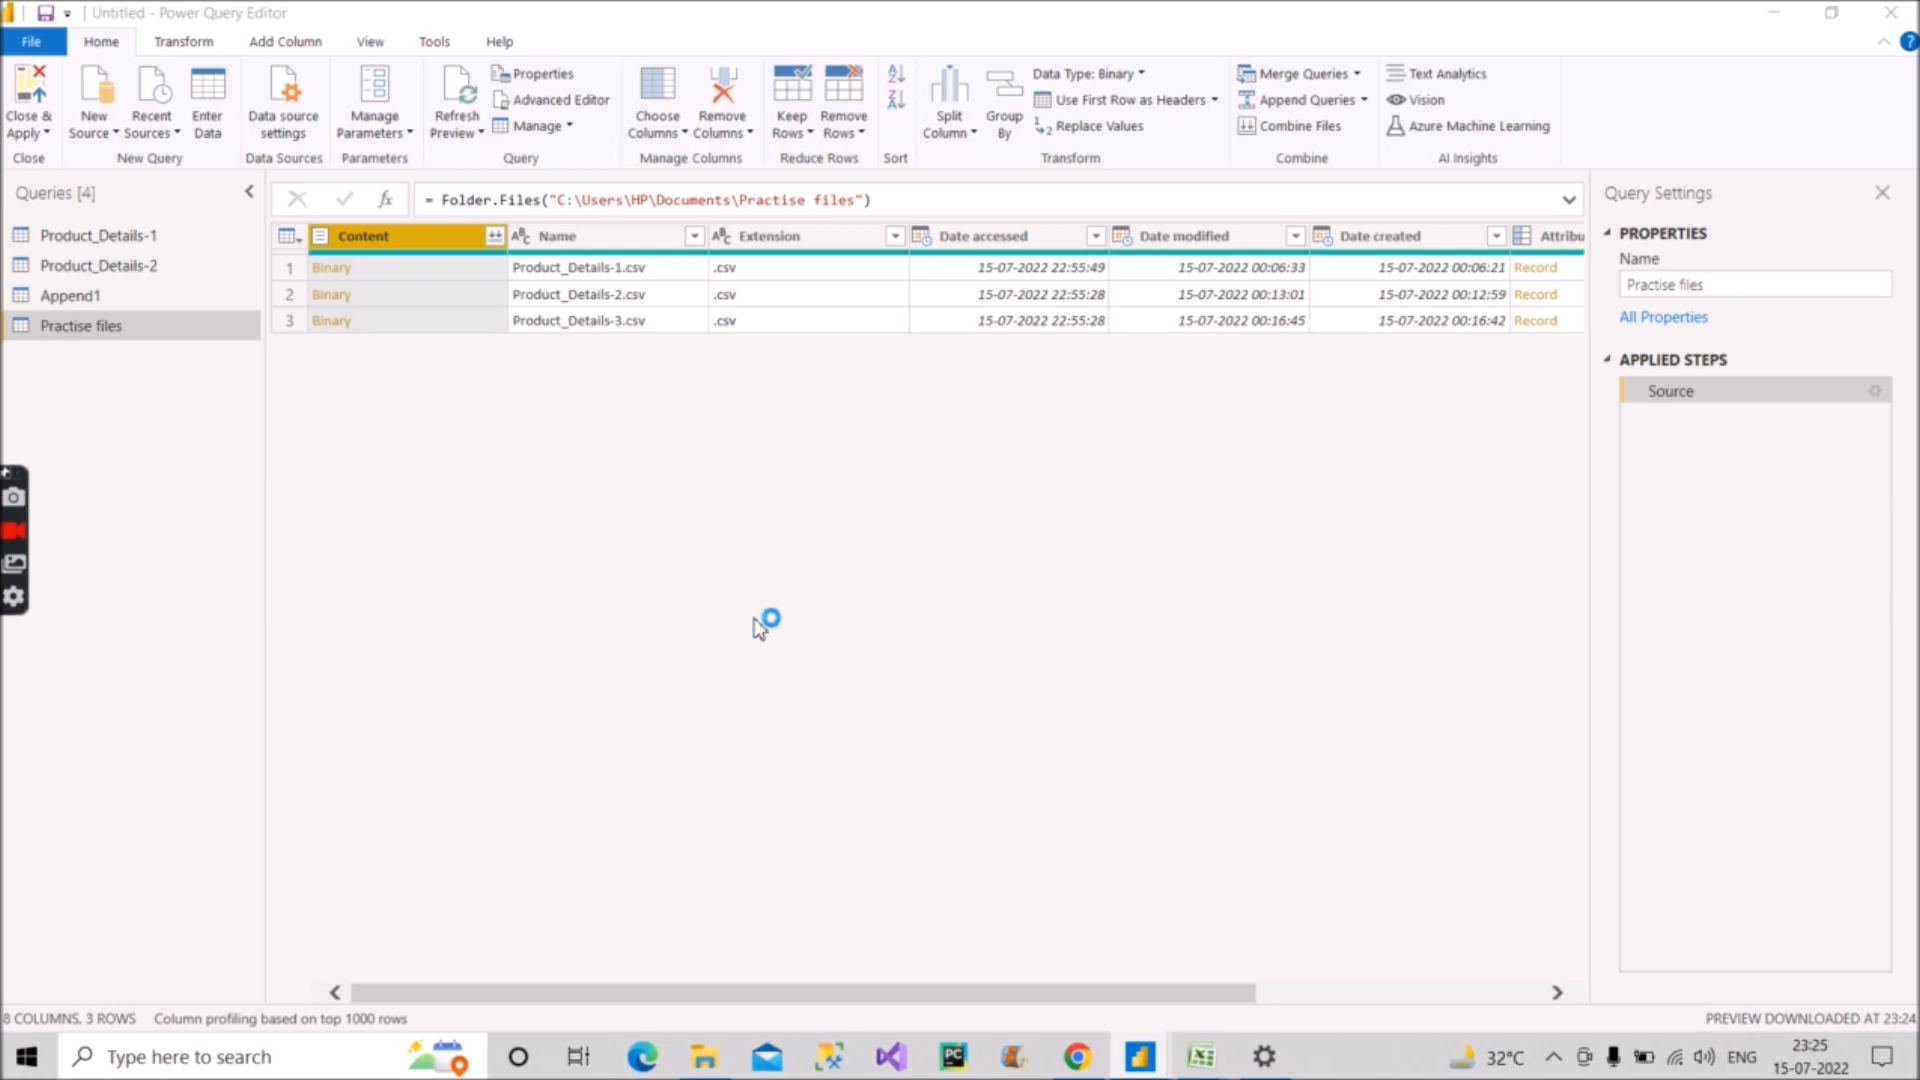 Untitled - Power Query Editor
File Home Transform Add Column View Tools Help
Close & Apply
New Source
Recent Sources
Enter Data
Data source settings
Manage Parameters
Refresh Preview
Properties
Advanced Editor
Manage
Choose Columns
Remove Columns
Keep Rows
Remove Rows
Split Column
Group By
Data Type: Binary
Use First Row as Headers
Replace Values
Merge Queries
Append Queries
Combine Files
Text Analytics
Vision
Azure Machine Learning
Close New Query Data Sources Parameters Query Manage Columns Reduce Rows Sort Transform Combine AI Insights
Queries [4]
Product_Details-1
Product_Details-2
Append1
Practise files
= Folder.Files("C:\Users\HP\Documents\Practise files")
Content Name Extension Date accessed Date modified Date created Attribu
1 Binary Product_Details-1.csv .csv 15-07-2022 22:55:49 15-07-2022 00:06:33 15-07-2022 00:06:21 Record
2 Binary Product_Details-2.csv .csv 15-07-2022 22:55:28 15-07-2022 00:13:01 15-07-2022 00:12:59 Record
3 Binary Product_Details-3.csv .csv 15-07-2022 22:55:28 15-07-2022 00:16:45 15-07-2022 00:16:42 Record
Query Settings
PROPERTIES
Name
Practise files
All Properties
APPLIED STEPS
Source
8 COLUMNS, 3 ROWS Column profiling based on top 1000 rows PREVIEW DOWNLOADED AT 23:24
Type here to search
PC
32°C ENG
23:25
15-07-2022